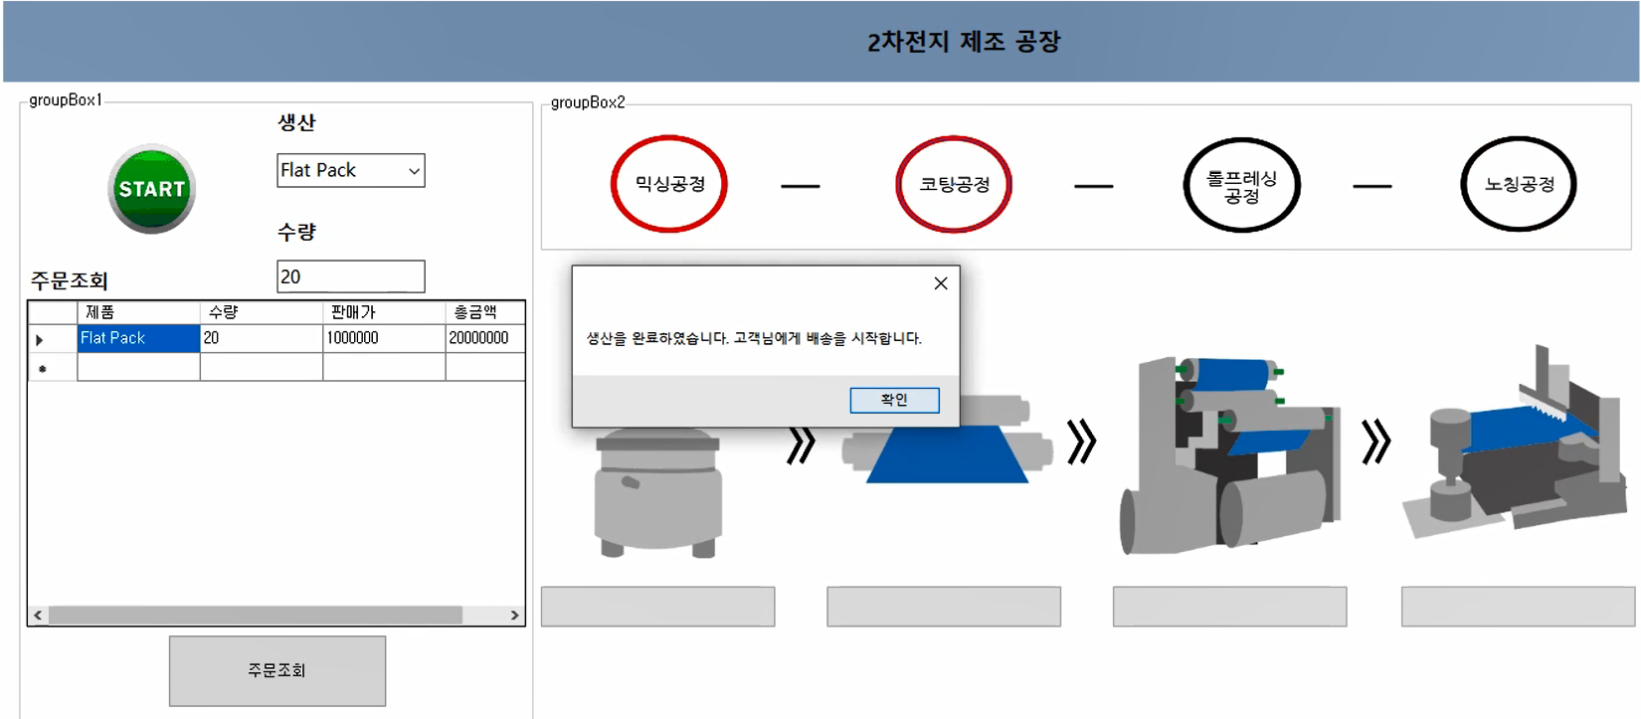 2차전지 제조 공장
groupBox1
생산
START
Flat Pack
수량
20
주문조회
제품 수량 판매가 총금액
Flat Pack 20 1000000 20000000
주문조회
groupBox2
믹싱공정
코팅공정
롤프레싱
공정
노칭공정
생산을 완료하였습니다. 고객님에게 배송을 시작합니다.
확인